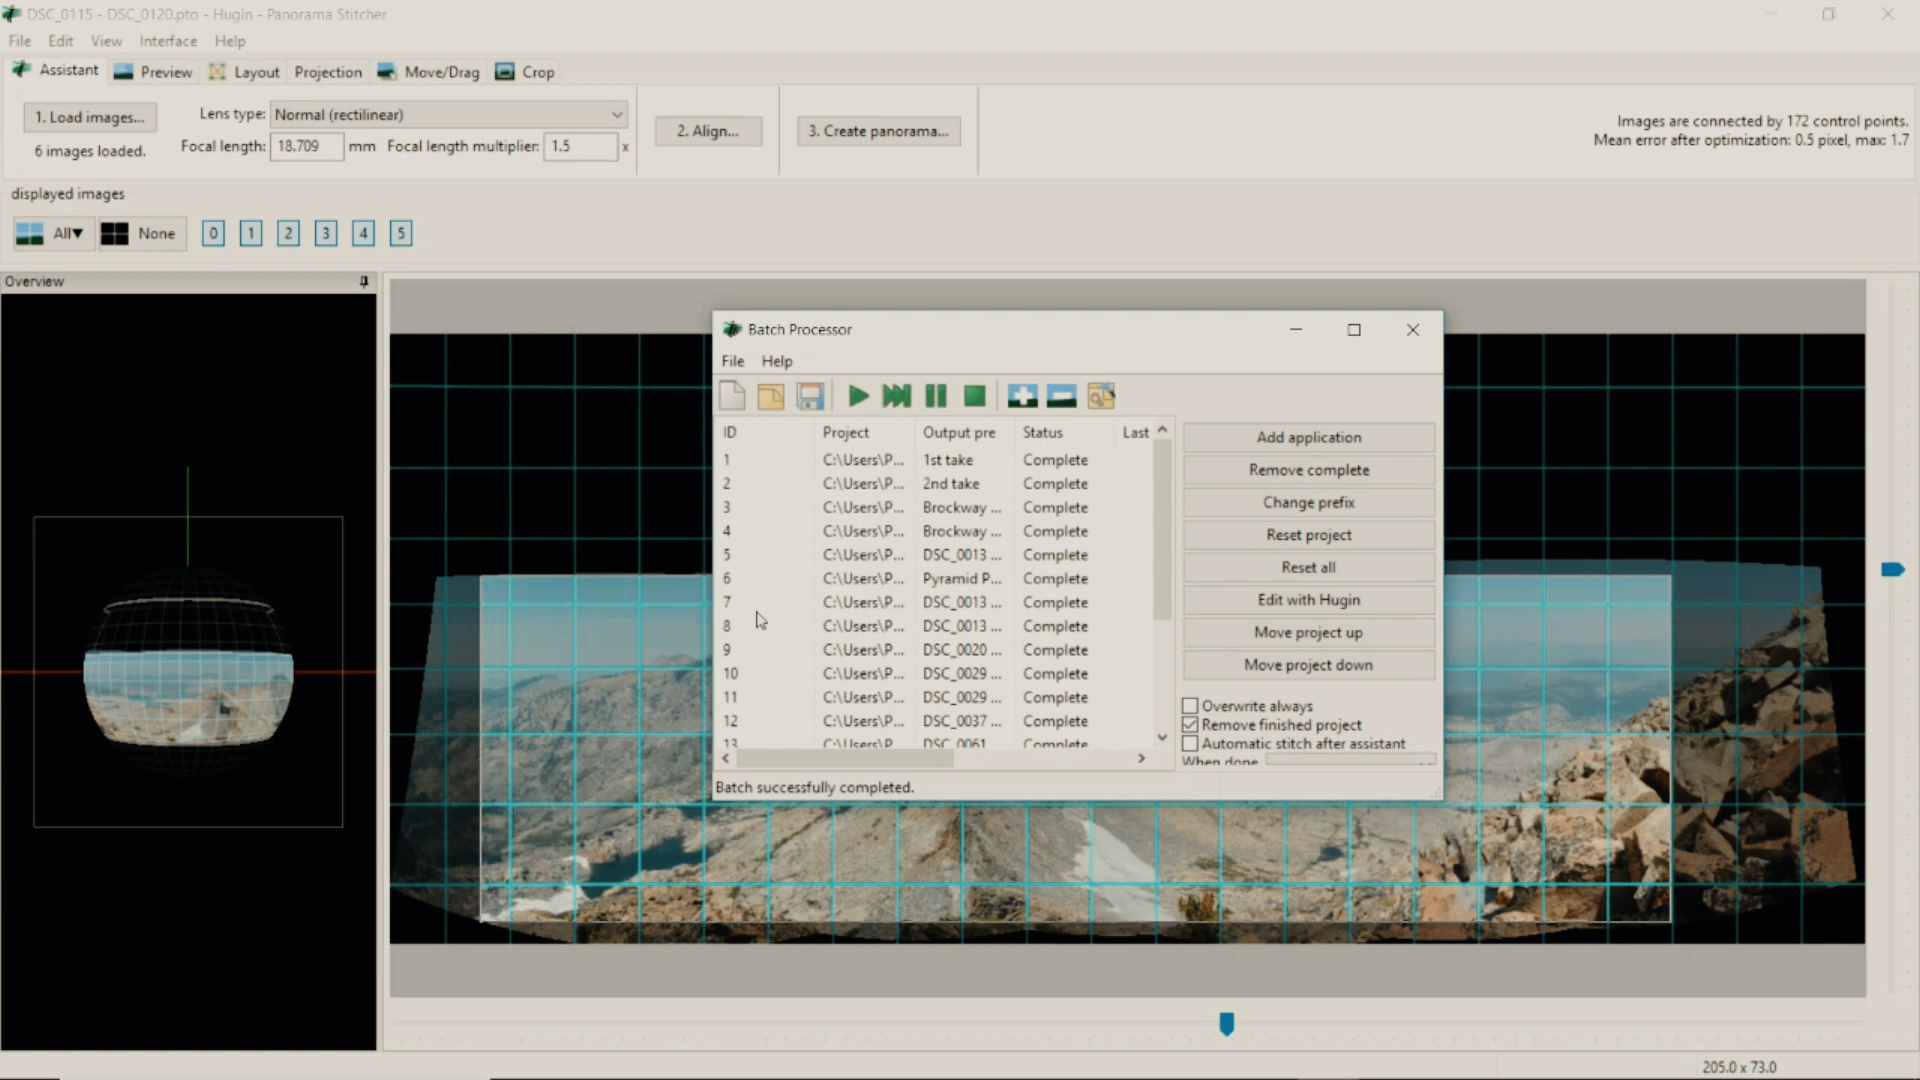 DSC_0115 - DSC_0120.pto - Hugin - Panorama Stitcher
File Edit View Interface Help
Assistant Preview Layout Projection Move/Drag Crop
1. Load images...
6 images loaded.
Lens type: Normal (rectilinear)
Focal length: 18.709 mm Focal length multiplier: 1.5 x
2. Align...
3. Create panorama...
Images are connected by 172 control points.
Mean error after optimization: 0.5 pixel, max: 1.7
displayed images
All▼ None 0 1 2 3 4 5
Overview
Batch Processor
File Help
ID Project Output pre Status Last
1 C:\Users\P... 1st take Complete
2 C:\Users\P... 2nd take Complete
3 C:\Users\P... Brockway ... Complete
4 C:\Users\P... Brockway ... Complete
5 C:\Users\P... DSC_0013 ... Complete
6 C:\Users\P... Pyramid P... Complete
7 C:\Users\P... DSC_0013 ... Complete
8 C:\Users\P... DSC_0013 ... Complete
9 C:\Users\P... DSC_0020 ... Complete
10 C:\Users\P... DSC_0029 ... Complete
11 C:\Users\P... DSC_0029 ... Complete
12 C:\Users\P... DSC_0037 ... Complete
13 C:\Users\P DSC_0061 Complete
Add application
Remove complete
Change prefix
Reset project
Reset all
Edit with Hugin
Move project up
Move project down
Overwrite always
Remove finished project
Automatic stitch after assistant
When done
Batch successfully completed.
205.0 x 73.0